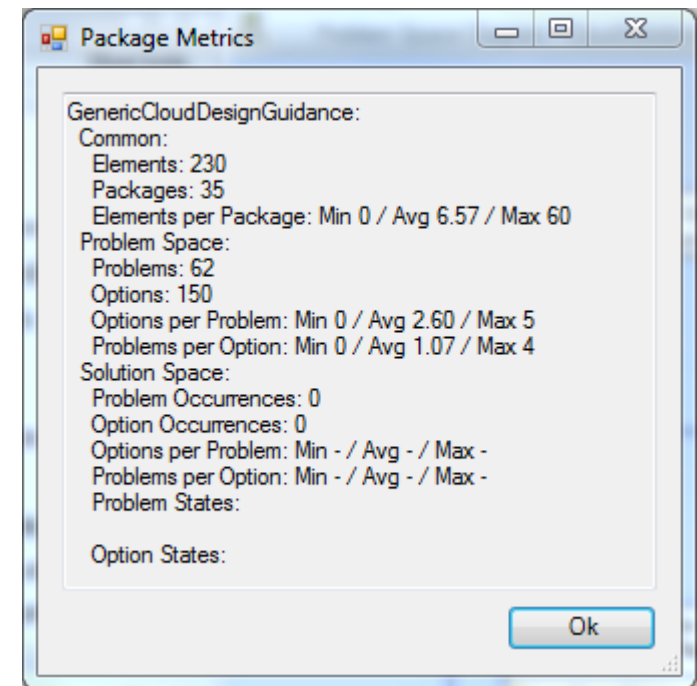 Package Metrics
GenericCloudDesignGuidance:
Common:
Elements: 230
Packages: 35
Elements per Package: Min 0 / Avg 6.57 / Max 60
Problem Space:
Problems: 62
Options: 150
Options per Problem: Min 0 / Avg 2.60 / Max 5
Problems per Option: Min 0 / Avg 1.07 / Max 4
Solution Space:
Problem Occurrences: 0
Option Occurrences: 0
Options per Problem: Min - / Avg - / Max -
Problems per Option: Min - / Avg - / Max -
Problem States:
Option States:
Ok